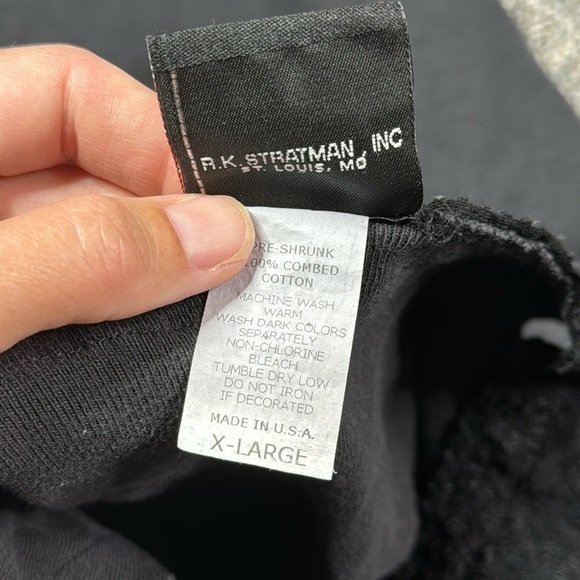 R.K. STRATMAN, INC
ST. LOUIS, MO
PRE-SHRUNK
100% COMBED
COTTON
MACHINE WASH
WARM
WASH DARK COLORS
SEPARATELY
NON-CHLORINE
BLEACH
TUMBLE DRY LOW
DO NOT IRON
IF DECORATED
MADE IN U.S.A.
X-LARGE